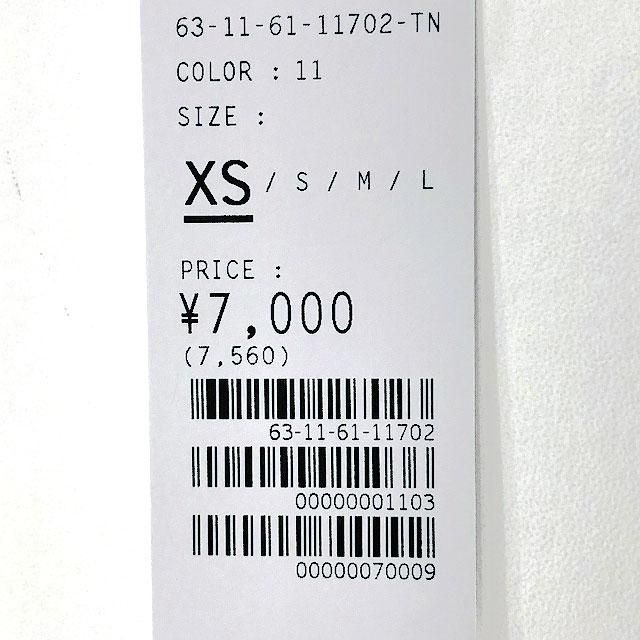 63-11-61-11702-TN
COLOR : 11
SIZE :
XS / S / M / L
PRICE :
¥7,000
(7,560)
63-11-61-11702
00000001103
00000070009